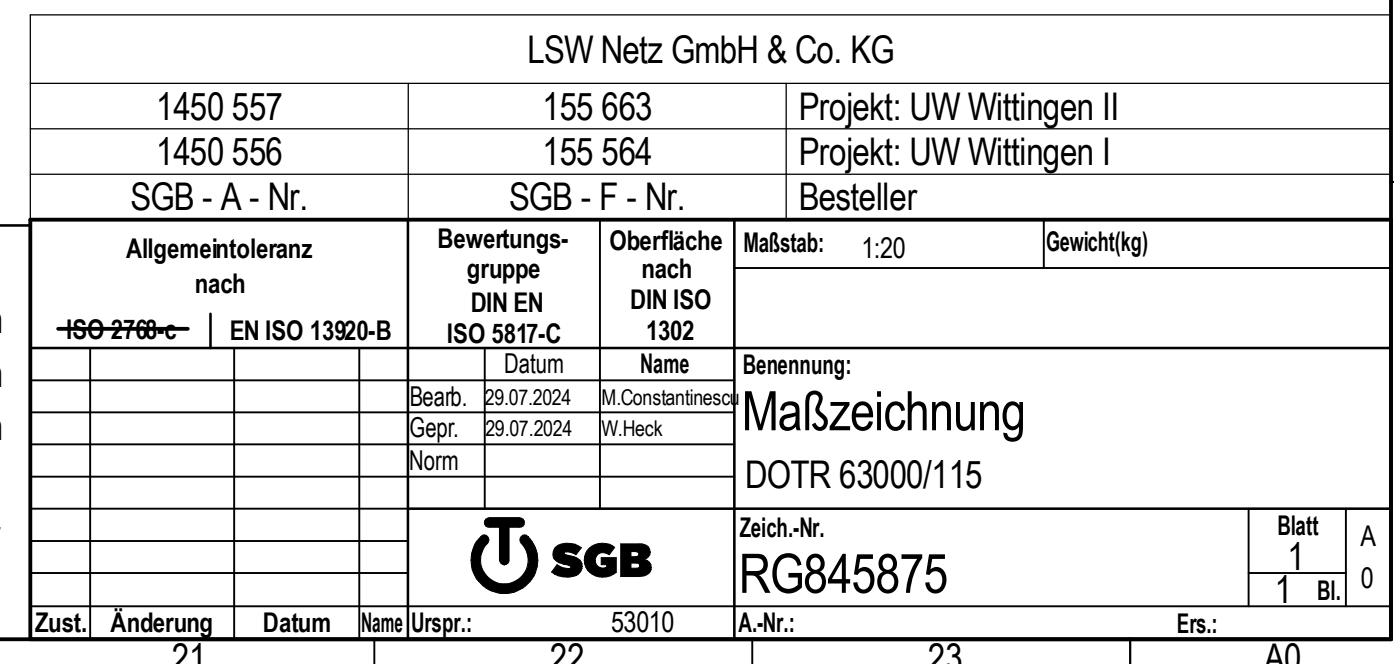 LSW Netz GmbH & Co. KG
1450 557 155 663 Projekt: UW Wittingen II
1450 556 155 564 Projekt: UW Wittingen I
SGB - A - Nr. SGB - F - Nr. Besteller
Allgemeintoleranz
nach
ISO 2768-c EN ISO 13920-B
Bewertungs-
gruppe
DIN EN
ISO 5817-C
Oberfläche
nach
DIN ISO
1302
Maßstab: 1:20 Gewicht(kg)
Datum Name
Bearb. 29.07.2024 M.Constantinescu
Gepr. 29.07.2024 W.Heck
Norm
Benennung:
Maßzeichnung
DOTR 63000/115
SGB
Zeich.-Nr.
RG845875
Blatt
1
1 Bl.
A
0
Zust. Änderung Datum Name Urspr.: 53010 A.-Nr.: Ers.:
21 22 23 A0